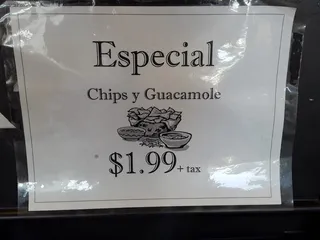 Especial
Chips y Guacamole
$1.99+ tax